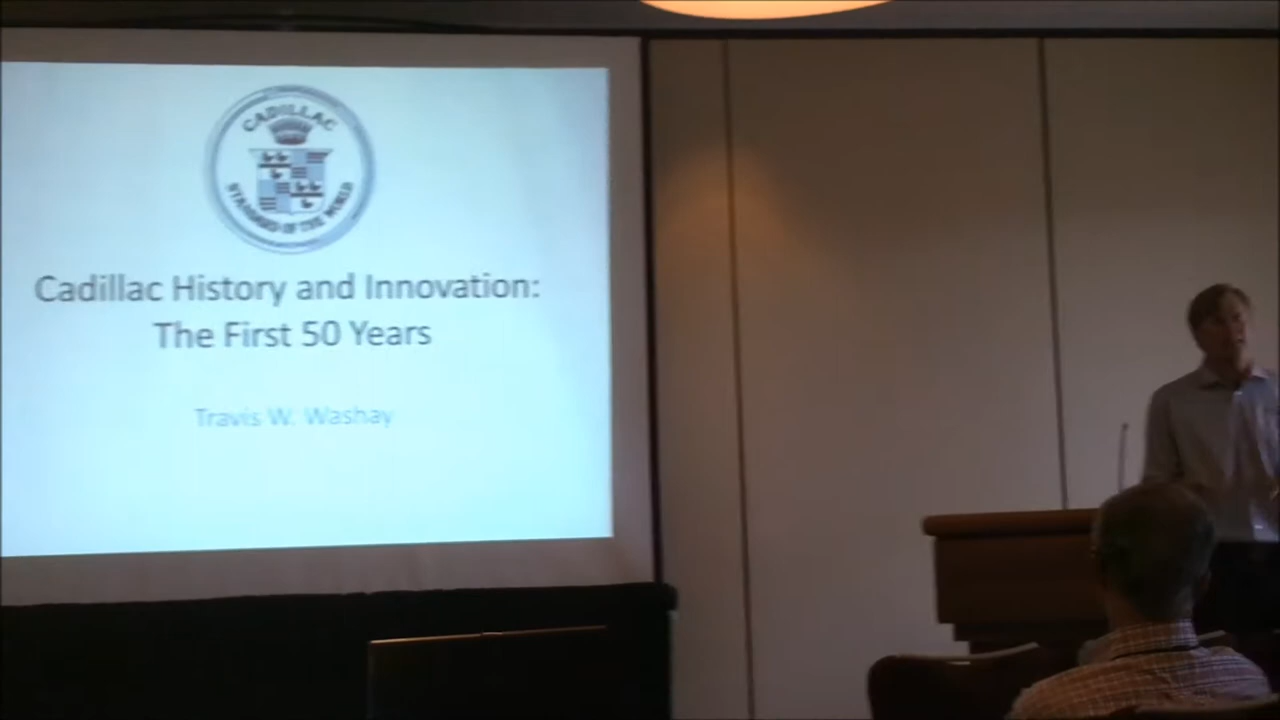 CADILLAC
STANDARD OF THE WORLD
Cadillac History and Innovation:
The First 50 Years
Travis W. Washay